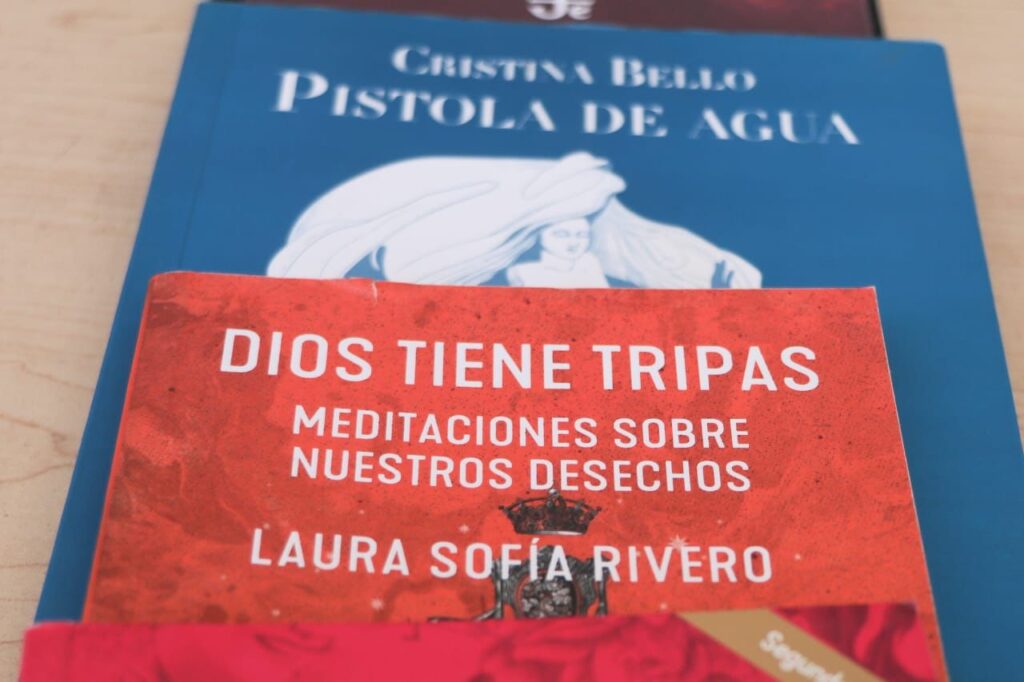 CRISTINA BELLO
PISTOLA DE AGUA
DIOS TIENE TRIPAS
MEDITACIONES SOBRE
NUESTROS DESECHOS
LAURA SOFÍA RIVERO